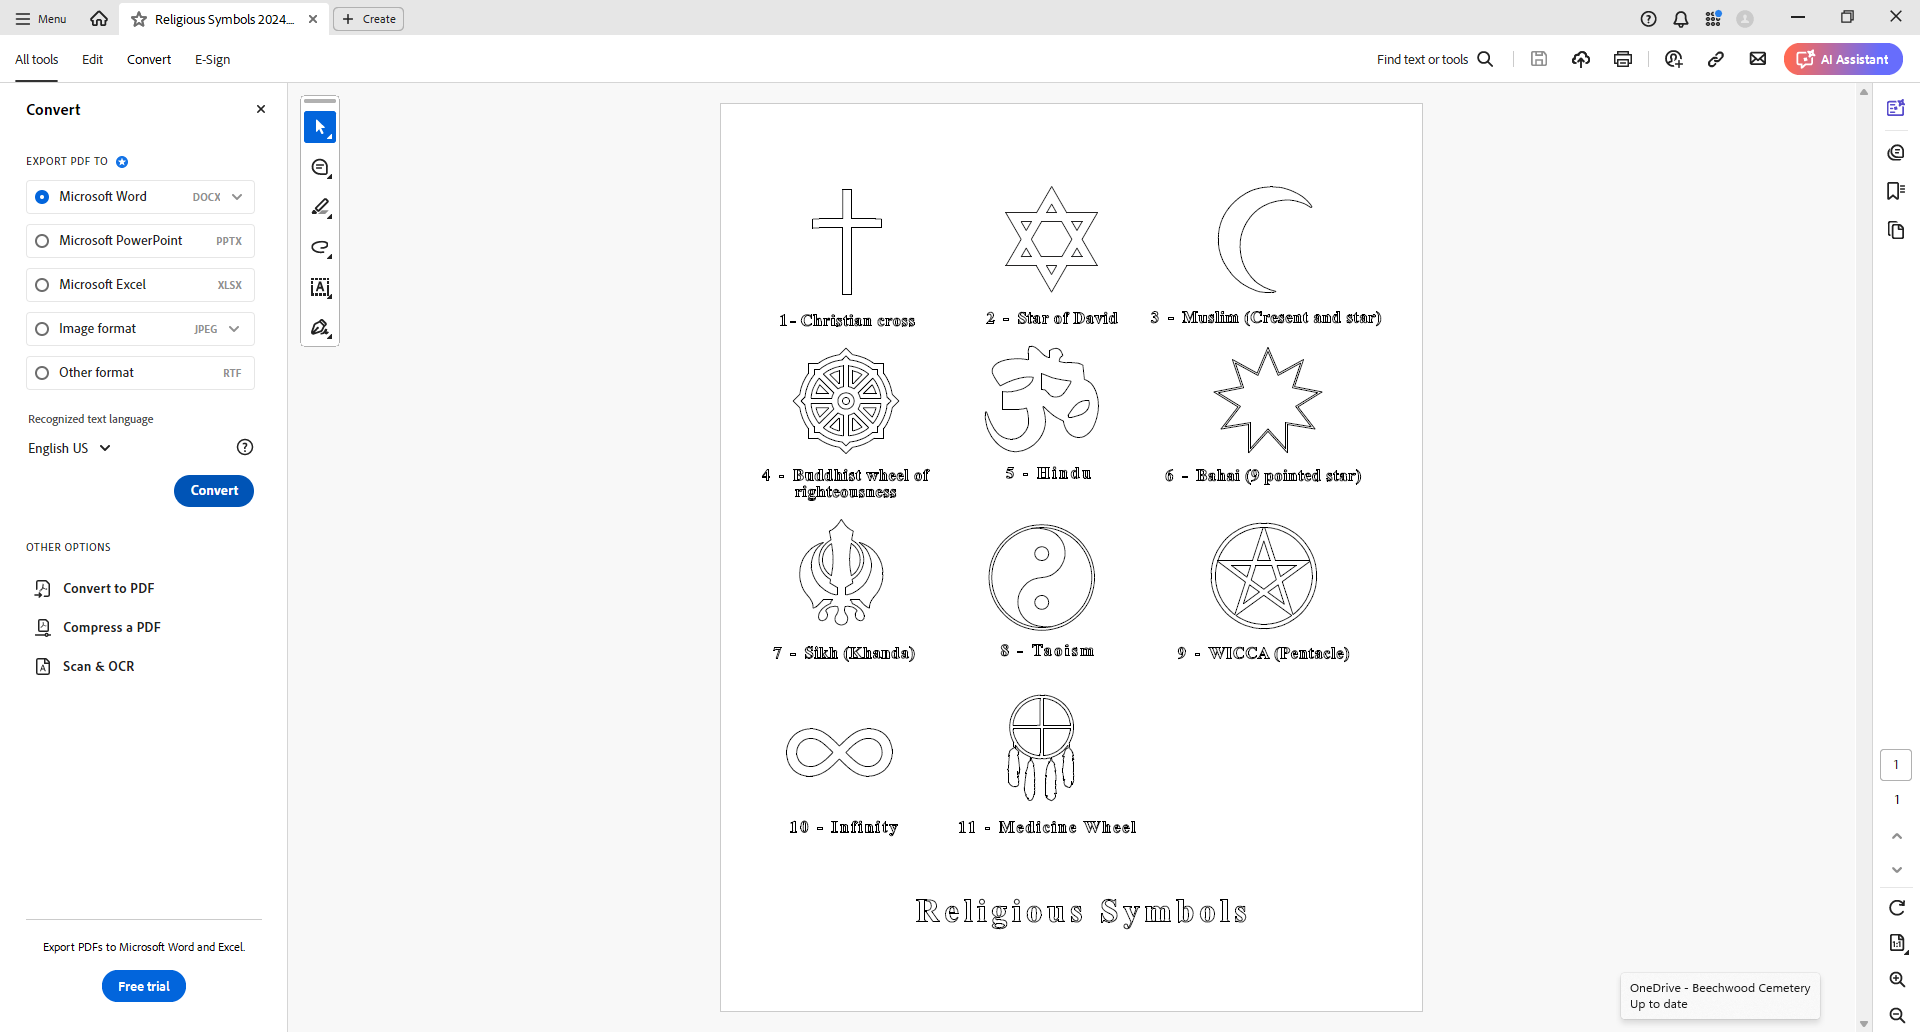 Menu
Religious Symbols 2024...
Create
All tools
Edit
Convert
E-Sign
Find text or tools
AI Assistant
Convert
EXPORT PDF TO
Microsoft Word DOCX
Microsoft PowerPoint PPTX
Microsoft Excel XLSX
Image format JPEG
Other format RTF
Recognized text language
English US
Convert
OTHER OPTIONS
Convert to PDF
Compress a PDF
Scan & OCR
Export PDFs to Microsoft Word and Excel.
Free trial
1- Christian cross
2 - Star of David
3 - Muslim (Cresent and star)
4 - Buddhist wheel of
righteousness
5 - Hindu
6 - Bahai (9 pointed star)
7 - Sikh (Khanda)
8 - Taoism
9 - WICCA (Pentacle)
10 - Infinity
11 - Medicine Wheel
Religious Symbols
1
1
1:1
OneDrive - Beechwood Cemetery
Up to date